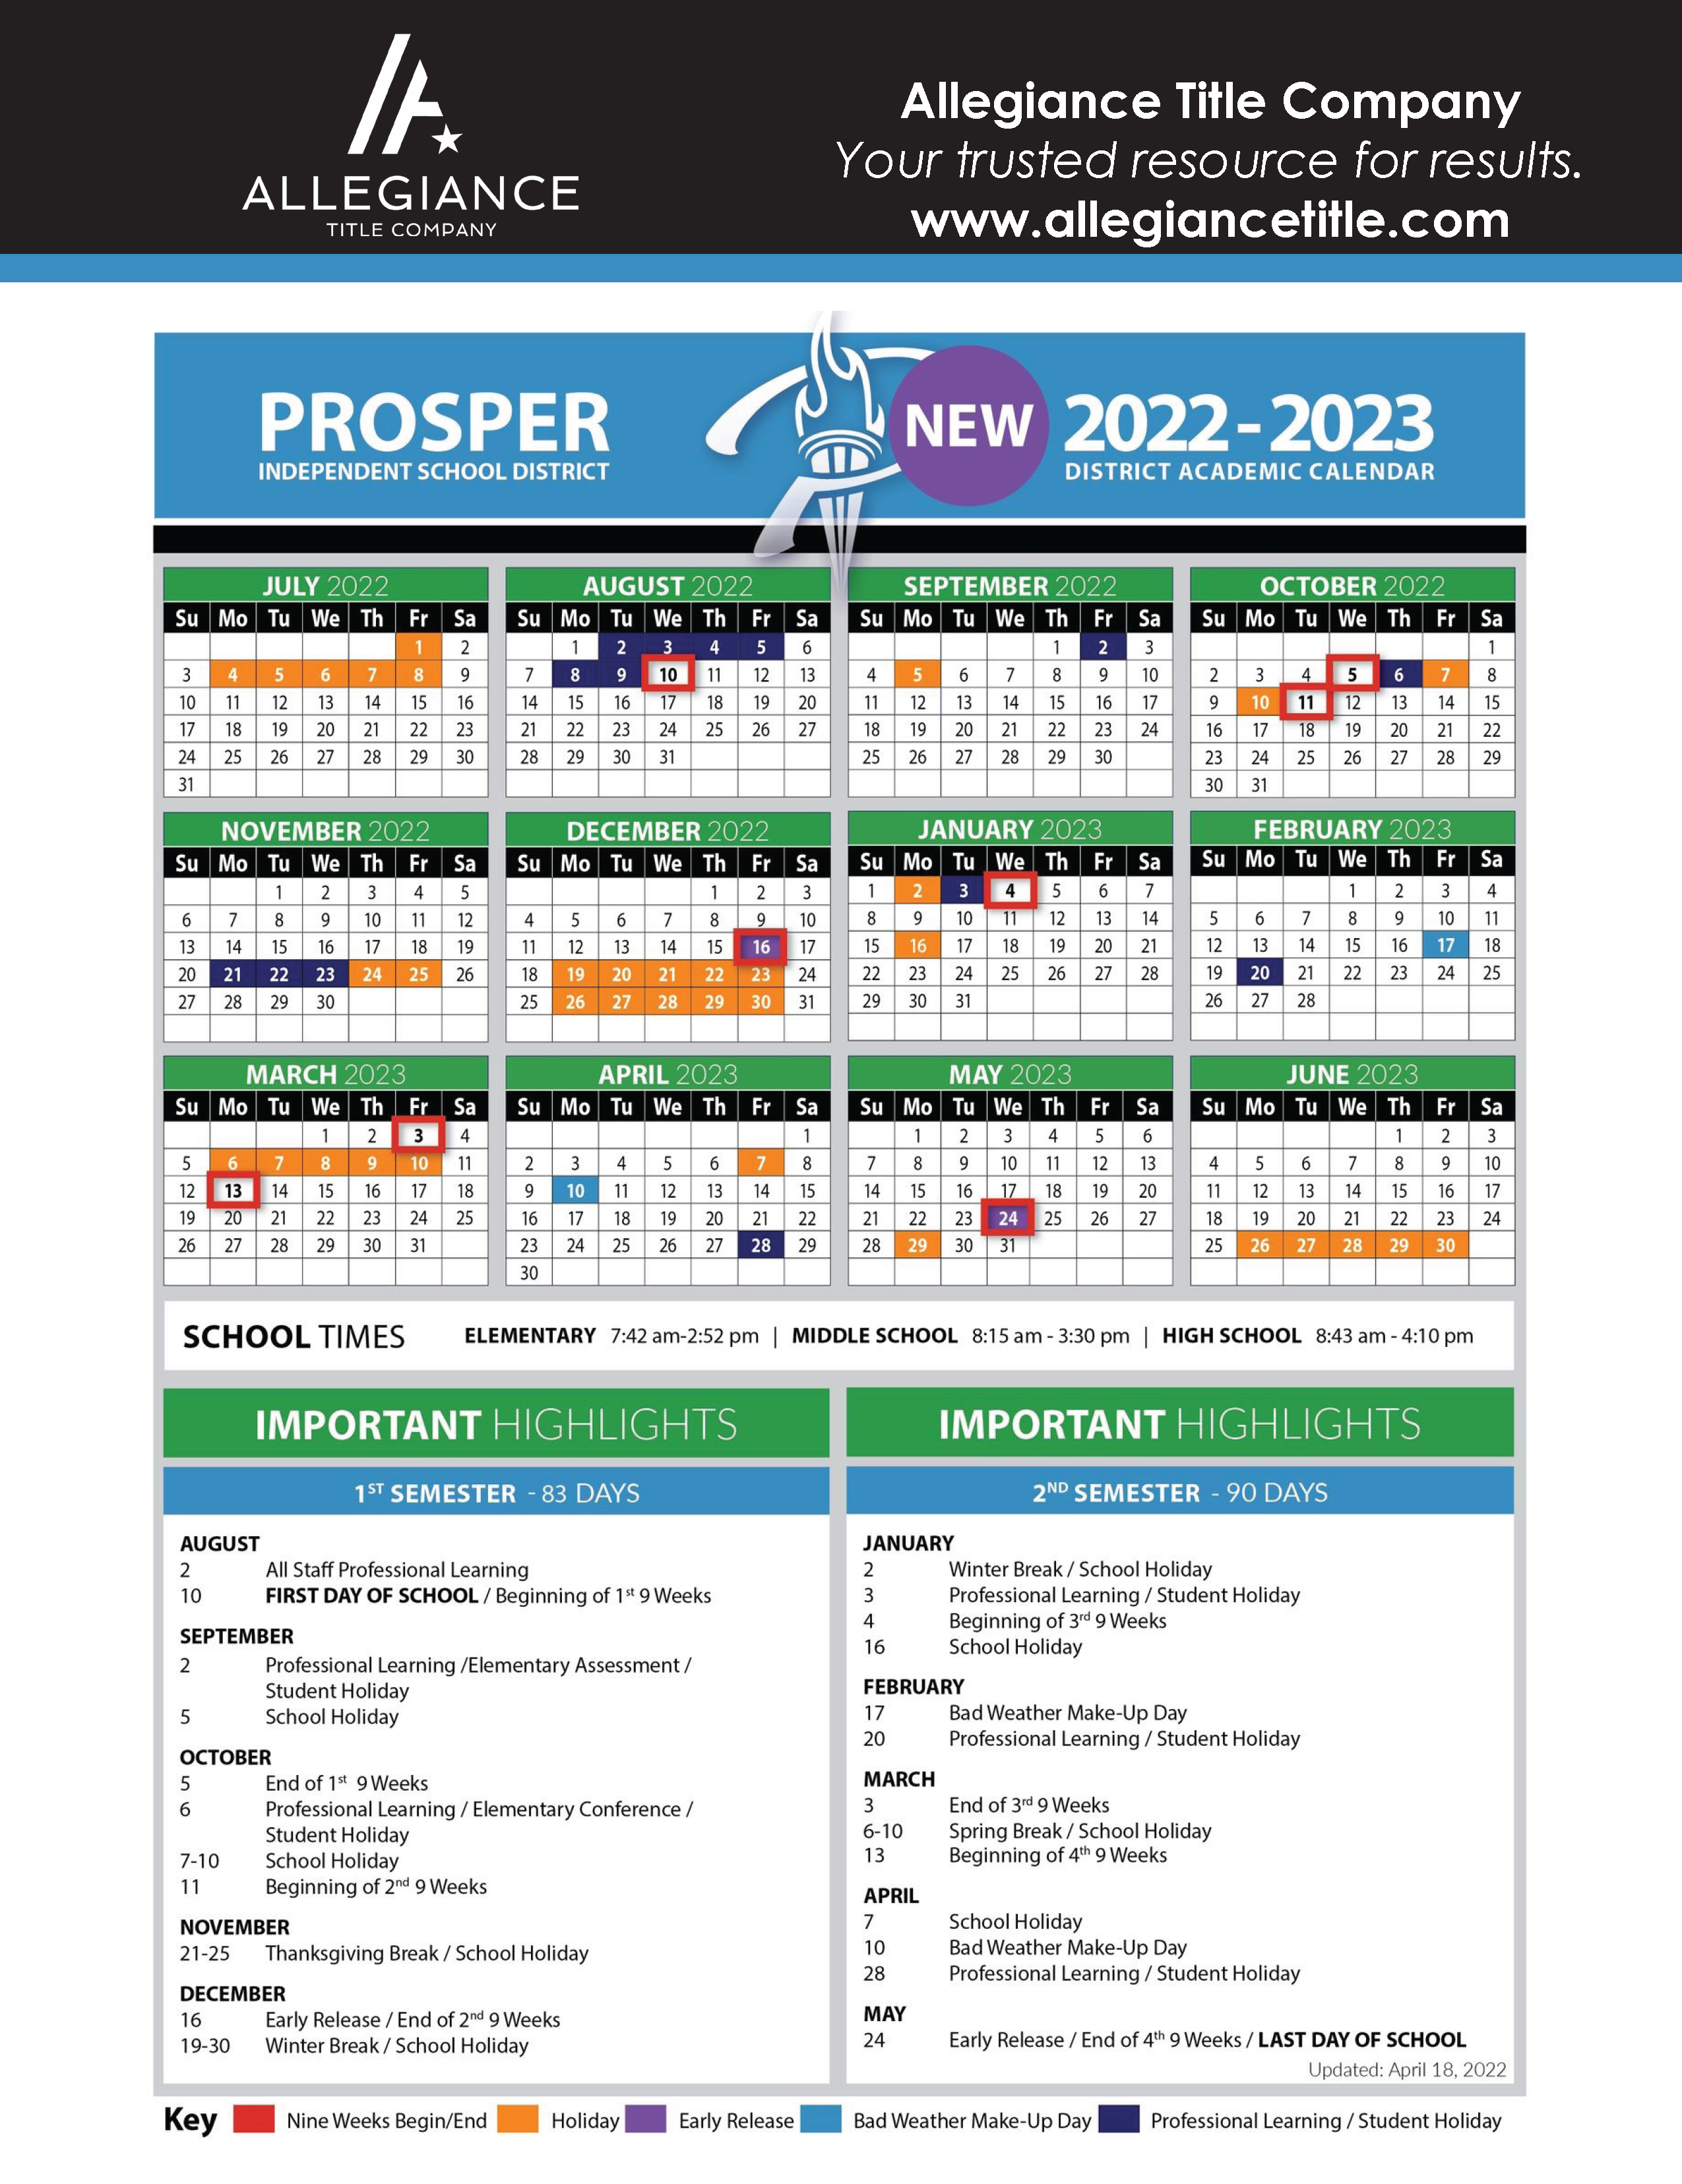 ALLEGIANCE
TITLE COMPANY
Allegiance Title Company
Your trusted resource for results.
www.allegiancetitle.com
PROSPER
INDEPENDENT SCHOOL DISTRICT
NEW
2022-2023
DISTRICT ACADEMIC CALENDAR
JULY 2022
Su Mo Tu We Th Fr Sa
1 2
3 4 5 6 7 8 9
10 11 12 13 14 15 16
17 18 19 20 21 22 23
24 25 26 27 28 29 30
31
AUGUST 2022
Su Mo Tu We Th Fr Sa
1 2 3 4 5 6
7 8 9 10 11 12 13
14 15 16 17 18 19 20
21 22 23 24 25 26 27
28 29 30 31
SEPTEMBER 2022
Su Mo Tu We Th Fr Sa
1 2 3
4 5 6 7 8 9 10
11 12 13 14 15 16 17
18 19 20 21 22 23 24
25 26 27 28 29 30
OCTOBER 2022
Su Mo Tu We Th Fr Sa
1
2 3 4 5 6 7 8
9 10 11 12 13 14 15
16 17 18 19 20 21 22
23 24 25 26 27 28 29
30 31
NOVEMBER 2022
Su Mo Tu We Th Fr Sa
1 2 3 4 5
6 7 8 9 10 11 12
13 14 15 16 17 18 19
20 21 22 23 24 25 26
27 28 29 30
DECEMBER 2022
Su Mo Tu We Th Fr Sa
1 2 3
4 5 6 7 8 9 10
11 12 13 14 15 16 17
18 19 20 21 22 23 24
25 26 27 28 29 30 31
JANUARY 2023
Su Mo Tu We Th Fr Sa
1 2 3 4 5 6 7
8 9 10 11 12 13 14
15 16 17 18 19 20 21
22 23 24 25 26 27 28
29 30 31
FEBRUARY 2023
Su Mo Tu We Th Fr Sa
1 2 3 4
5 6 7 8 9 10 11
12 13 14 15 16 17 18
19 20 21 22 23 24 25
26 27 28
MARCH 2023
Su Mo Tu We Th Fr Sa
1 2 3 4
5 6 7 8 9 10 11
12 13 14 15 16 17 18
19 20 21 22 23 24 25
26 27 28 29 30 31
APRIL 2023
Su Mo Tu We Th Fr Sa
1
2 3 4 5 6 7 8
9 10 11 12 13 14 15
16 17 18 19 20 21 22
23 24 25 26 27 28 29
30
MAY 2023
Su Mo Tu We Th Fr Sa
1 2 3 4 5 6
7 8 9 10 11 12 13
14 15 16 17 18 19 20
21 22 23 24 25 26 27
28 29 30 31
JUNE 2023
Su Mo Tu We Th Fr Sa
1 2 3
4 5 6 7 8 9 10
11 12 13 14 15 16 17
18 19 20 21 22 23 24
25 26 27 28 29 30
SCHOOL TIMES ELEMENTARY 7:42 am-2:52 pm | MIDDLE SCHOOL 8:15 am - 3:30 pm | HIGH SCHOOL 8:43 am - 4:10 pm
IMPORTANT HIGHLIGHTS
1ST SEMESTER - 83 DAYS
AUGUST
2 All Staff Professional Learning
10 FIRST DAY OF SCHOOL / Beginning of 1st 9 Weeks
SEPTEMBER
2 Professional Learning /Elementary Assessment /
Student Holiday
5 School Holiday
OCTOBER
5 End of 1st 9 Weeks
6 Professional Learning / Elementary Conference /
Student Holiday
7-10 School Holiday
11 Beginning of 2nd 9 Weeks
NOVEMBER
21-25 Thanksgiving Break / School Holiday
DECEMBER
16 Early Release / End of 2nd 9 Weeks
19-30 Winter Break / School Holiday
IMPORTANT HIGHLIGHTS
2ND SEMESTER - 90 DAYS
JANUARY
2 Winter Break / School Holiday
3 Professional Learning / Student Holiday
4 Beginning of 3rd 9 Weeks
16 School Holiday
FEBRUARY
17 Bad Weather Make-Up Day
20 Professional Learning / Student Holiday
MARCH
3 End of 3rd 9 Weeks
6-10 Spring Break / School Holiday
13 Beginning of 4th 9 Weeks
APRIL
7 School Holiday
10 Bad Weather Make-Up Day
28 Professional Learning / Student Holiday
MAY
24 Early Release / End of 4th 9 Weeks / LAST DAY OF SCHOOL
Updated: April 18, 2022
Key Nine Weeks Begin/End Holiday Early Release Bad Weather Make-Up Day Professional Learning / Student Holiday